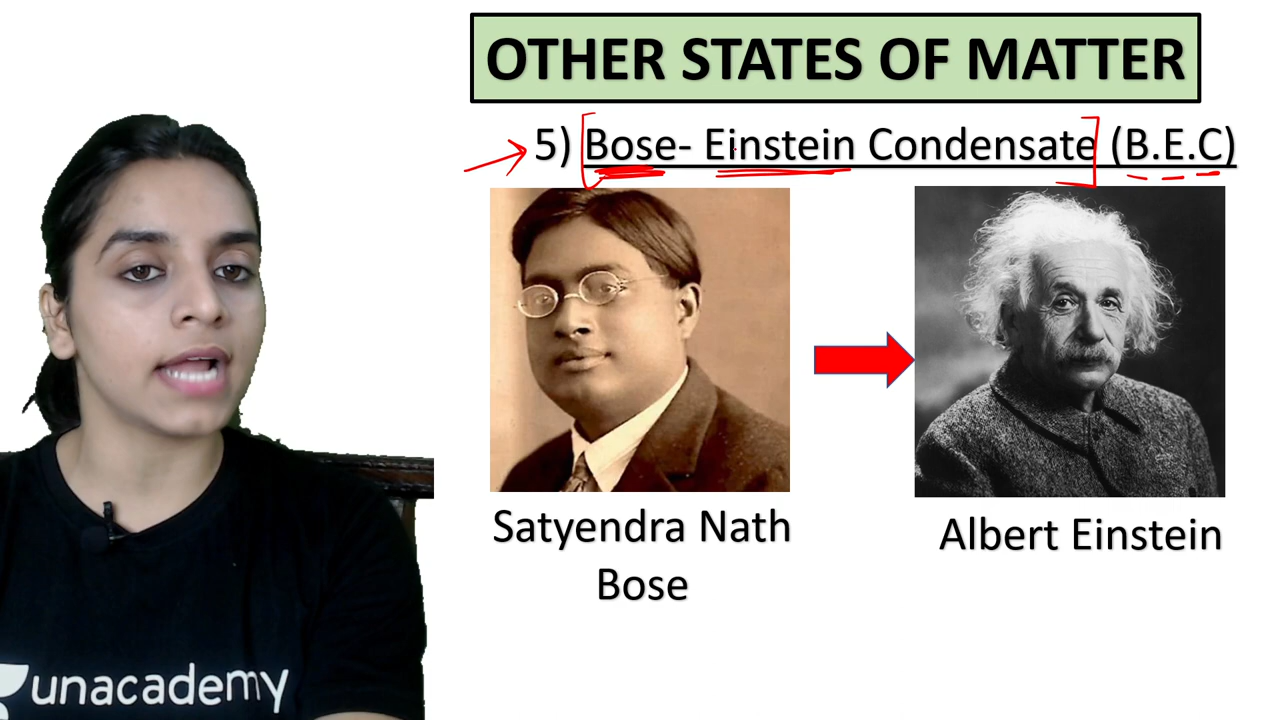 OTHER STATES OF MATTER
5) Bose- Einstein Condensate (B.E.C)
Satyendra Nath
Bose
Albert Einstein
unacademy